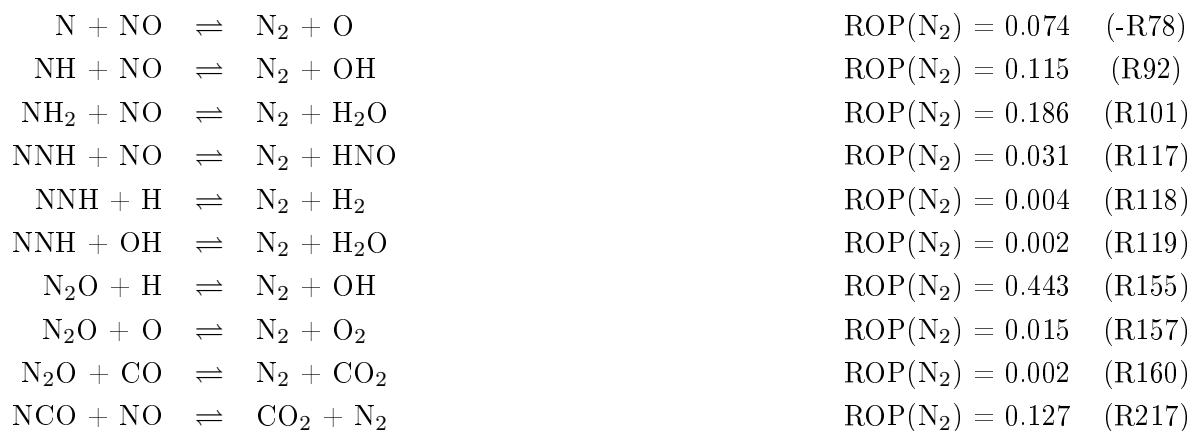 N + NO ⇌ N₂ + O ROP(N₂) = 0.074 (-R78)
NH + NO ⇌ N₂ + OH ROP(N₂) = 0.115 (R92)
NH₂ + NO ⇌ N₂ + H₂O ROP(N₂) = 0.186 (R101)
NNH + NO ⇌ N₂ + HNO ROP(N₂) = 0.031 (R117)
NNH + H ⇌ N₂ + H₂ ROP(N₂) = 0.004 (R118)
NNH + OH ⇌ N₂ + H₂O ROP(N₂) = 0.002 (R119)
N₂O + H ⇌ N₂ + OH ROP(N₂) = 0.443 (R155)
N₂O + O ⇌ N₂ + O₂ ROP(N₂) = 0.015 (R157)
N₂O + CO ⇌ N₂ + CO₂ ROP(N₂) = 0.002 (R160)
NCO + NO ⇌ CO₂ + N₂ ROP(N₂) = 0.127 (R217)